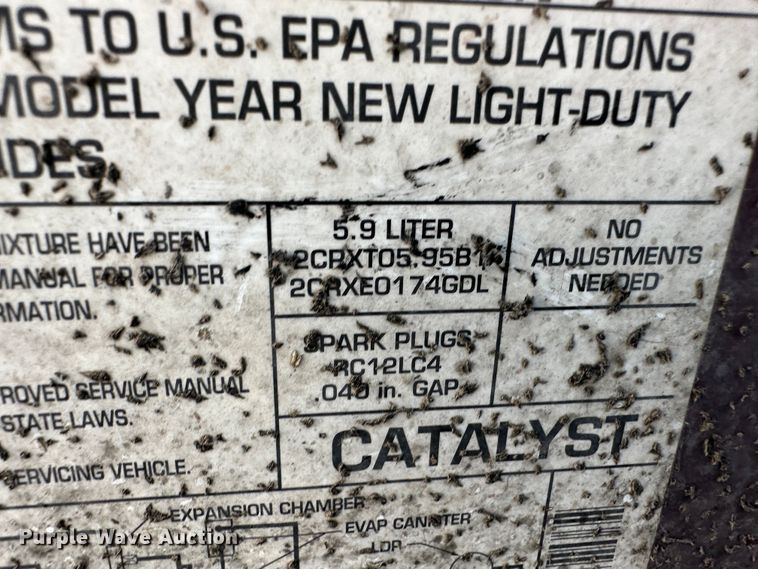 MS TO U.S. EPA REGULATIONS
MODEL YEAR NEW LIGHT-DUTY
IDES.
IXTURE HAVE BEEN
MANUAL FOR PROPER
RMATION.
5.9 LITER
2CRXT05.95B1
2CRXE0174GDL
NO
ADJUSTMENTS
NEEDED
SPARK PLUGS
RC12LC4
.040 in. GAP
ROVED SERVICE MANUAL
STATE LAWS.
ERVICING VEHICLE.
CATALYST
EXPANSION CHAMBER
EVAP CANISTER
LDP
Purple Wave Auction